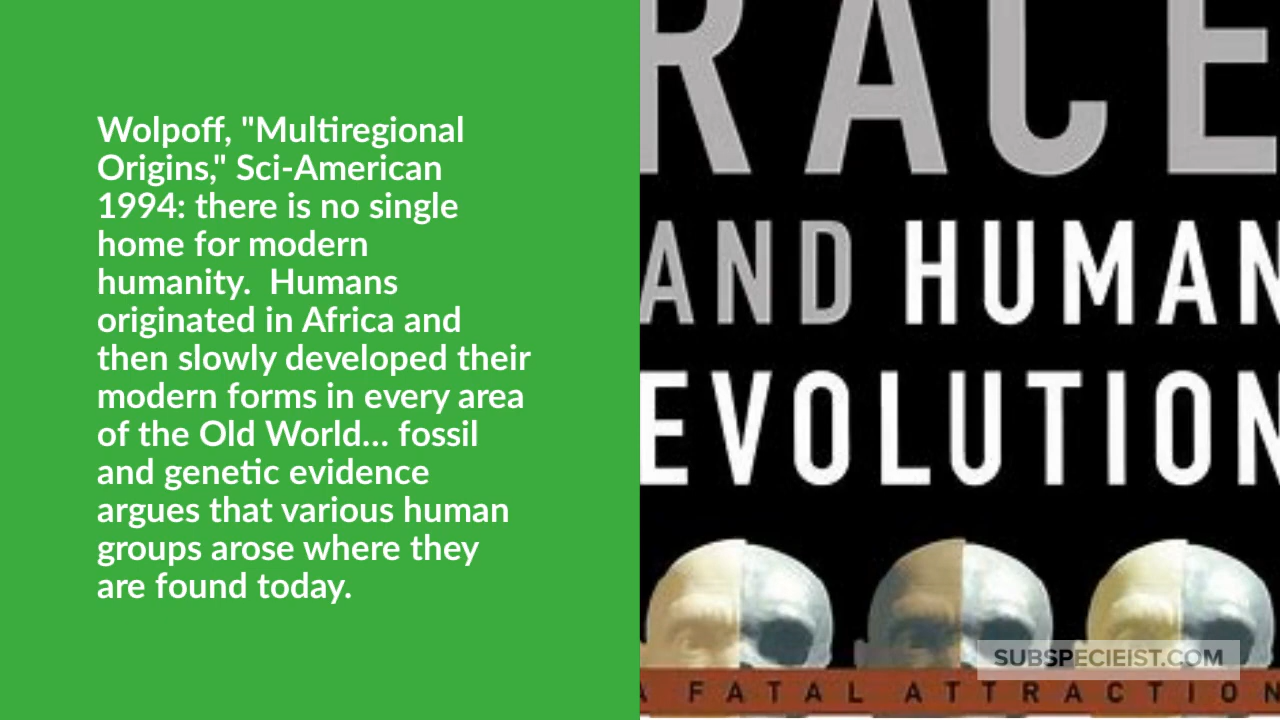 Wolpoff, "Multiregional
Origins," Sci-American
1994: there is no single
home for modern
humanity.  Humans
originated in Africa and
then slowly developed their
modern forms in every area
of the Old World... fossil
and genetic evidence
argues that various human
groups arose where they
are found today.
RACE
AND HUMAN
EVOLUTION
SUBSPECIEIST.COM
A FATAL ATTRACTION